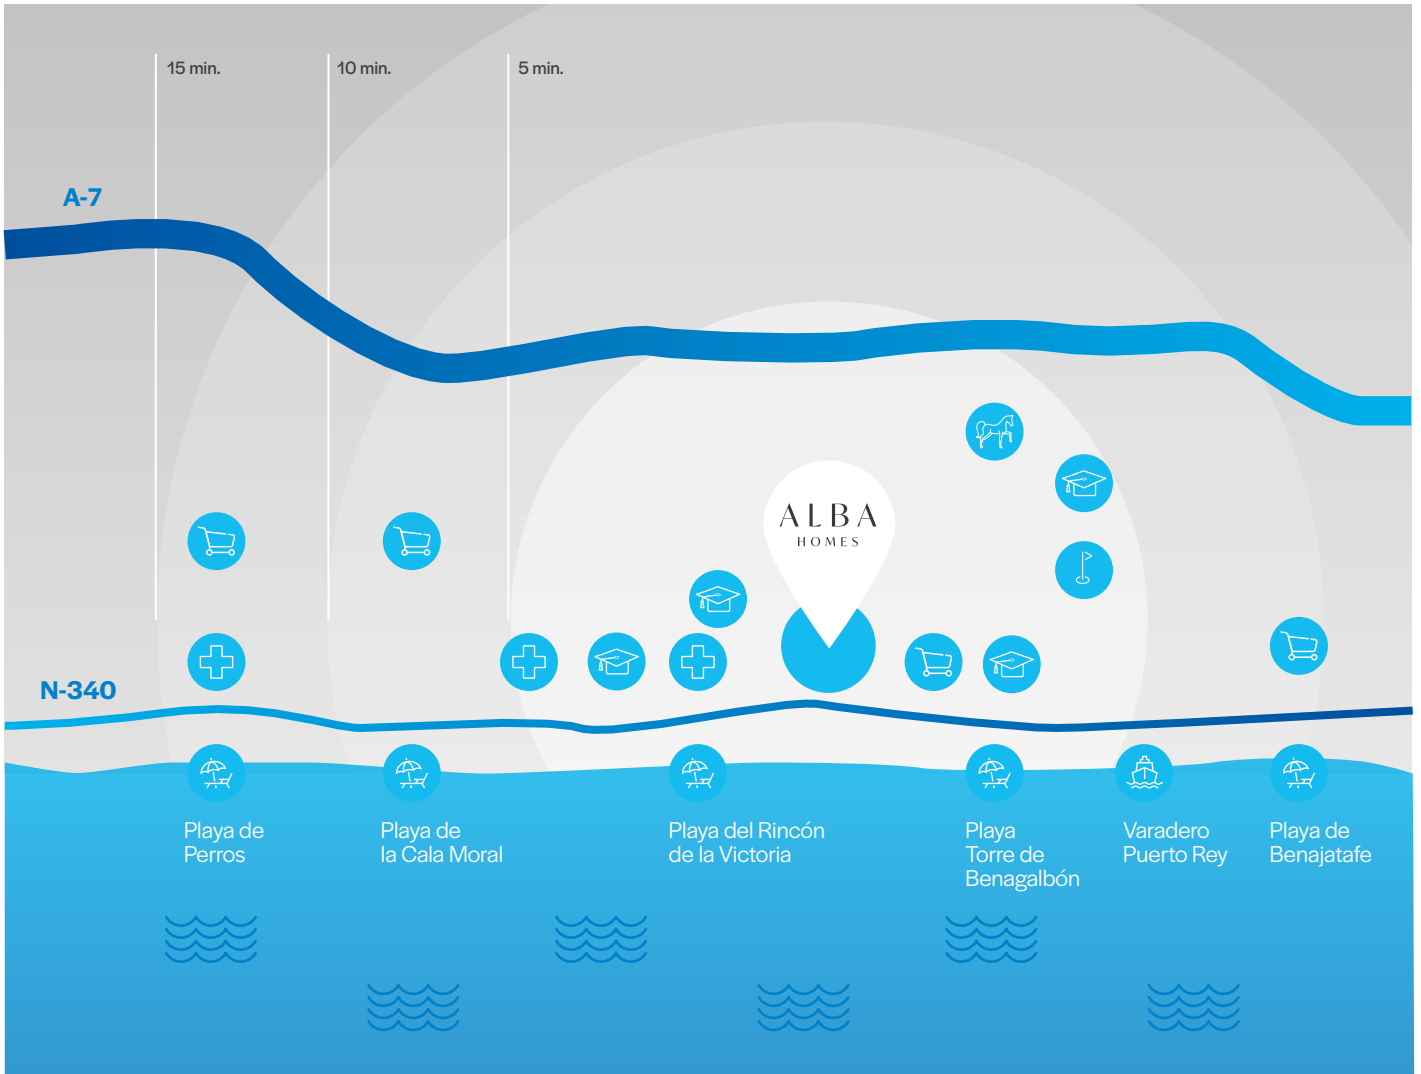 15 min.
10 min.
5 min.
A-7
ALBA
HOMES
N-340
Playa de
Perros
Playa de
la Cala Moral
Playa del Rincón
de la Victoria
Playa
Torre de
Benagalbón
Varadero
Puerto Rey
Playa de
Benajatafe